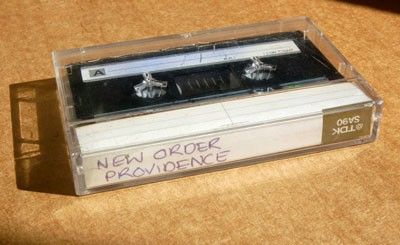 A
NEW ORDER
PROVIDENCE
TDK
SA90